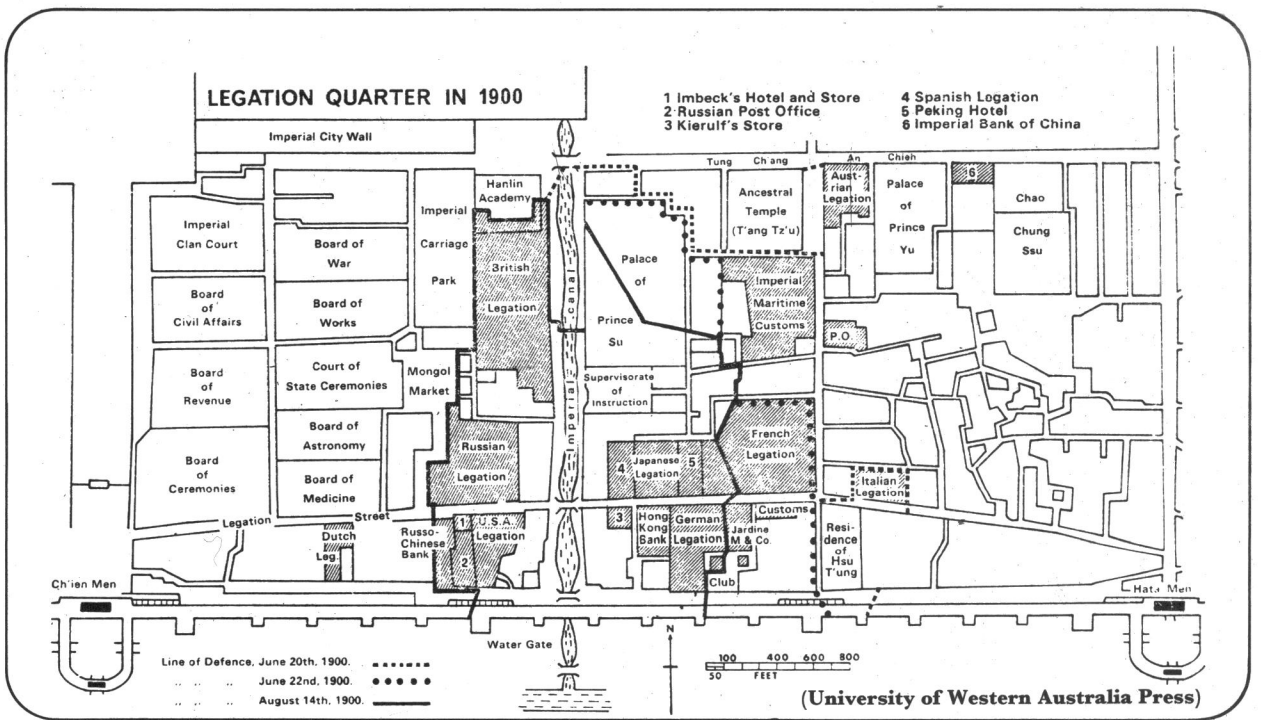 LEGATION QUARTER IN 1900
1 Imbeck's Hotel and Store
2 Russian Post Office
3 Kierulf's Store
4 Spanish Legation
5 Peking Hotel
6 Imperial Bank of China
Imperial City Wall
Tung Ch ang An Chieh
Hanlin
Academy
Imperial
Clan Court
Board of
War
Imperial
Carriage
Park
British
Legation
Imperial canal
Palace
of
Prince
Su
Ancestral
Temple
(T'ang Tz'u)
Aust-
rian
Legation
Palace
of
Prince
Yu
6
Chao
Chung
Ssu
Board
of
Civil Affairs
Board of
Works
Imperial
Maritime
Customs
P.O.
Board
of
Revenue
Court of
State Ceremonies
Mongol
Market
Supervisorate
of
Instruction
Board of
Astronomy
Russian
Legation
imperial canal
French
Legation
Board
of
Ceremonies
Board of
Medicine
4
Japanese
Legation
5
Italian
Legation
Legation Street
Dutch
Leg.
Russo-
Chinese
Bank
1
2
U.S.A.
Legation
3
Hong
Kong
Bank
German
Legation
Jardine
M & Co.
Customs
Club
Resi-
dence
of
Hsu
T'ung
Ch'ien Men
Hata Men
Water Gate
N
Line of Defence, June 20th, 1900.
,, ,, ,, June 22nd, 1900.
,, ,, ,, August 14th, 1900.
100 400 600 800
50 FEET
(University of Western Australia Press)